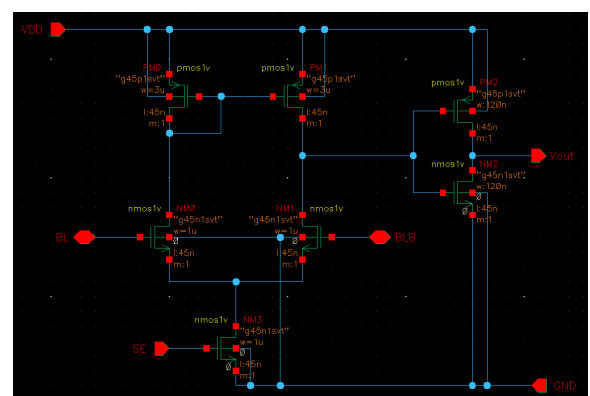 VDD
PM0
pmos1v
"g45p1svt"
w=3u
l:45n
m:1
pmos1v
PM1
"g45p1svt"
w=3u
l:45n
m:1
pmos1v
PM2
"g45p1svt"
w:120n
l:45n
m:1
Vout
nmos1v
NM2
"g45n1svt"
w:120n
l:45n
m:1
nmos1v
NM0
"g45n1svt"
w=1u
l:45n
m:1
NM1
nmos1v
"g45n1svt"
w=1u
l:45n
m:1
BL
BLB
nmos1v
NM3
"g45n1svt"
w=1u
l:45n
m:1
SE
GND